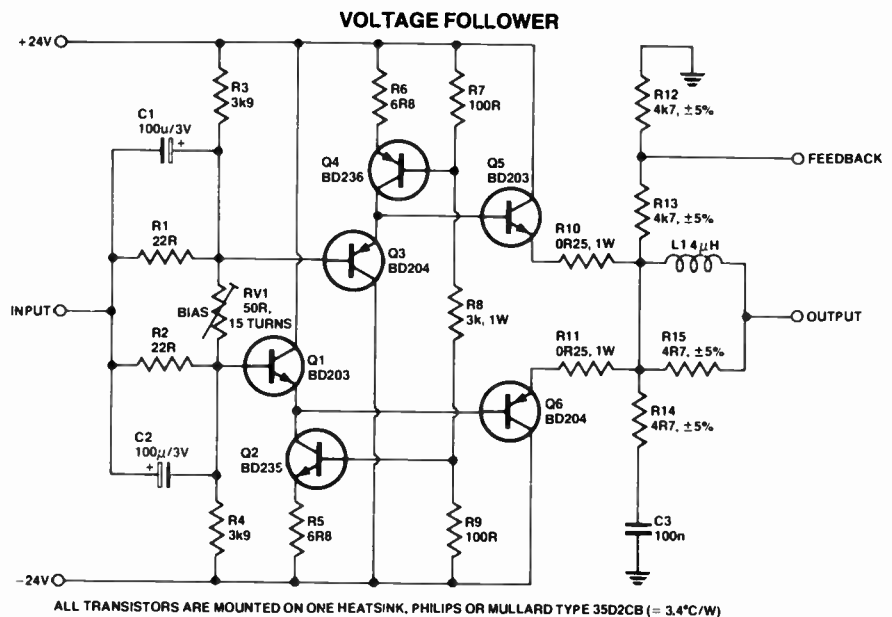 VOLTAGE FOLLOWER
+24V
R3
3k9
C1
100u/3V
+
R6
6R8
R7
100R
Q4
BD236
Q5
BD203
R12
4k7, ±5%
FEEDBACK
R13
4k7, ±5%
R1
22R
R10
0R25, 1W
L1 4μH
Q3
BD204
INPUT
BIAS
RV1
50R,
15 TURNS
R8
3k, 1W
OUTPUT
R2
22R
Q1
BD203
R11
0R25, 1W
R15
4R7, ±5%
Q6
BD204
R14
4R7, ±5%
C2
100μ/3V
+
Q2
BD235
R4
3k9
R5
6R8
R9
100R
C3
100n
−24V
ALL TRANSISTORS ARE MOUNTED ON ONE HEATSINK, PHILIPS OR MULLARD TYPE 35D2CB (= 3.4°C/W)